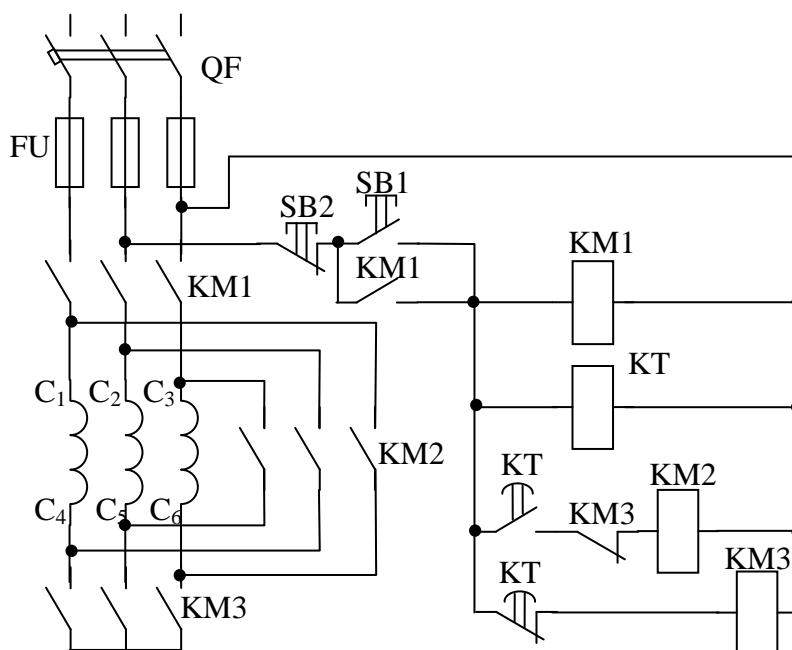 QF
FU
SB1
SB2
KM1
KM1
KM1
KT
C₁ C₂ C₃
KM2
KT
KM2
KM3
C₄ C₅ C₆
KT
KM3
KM3